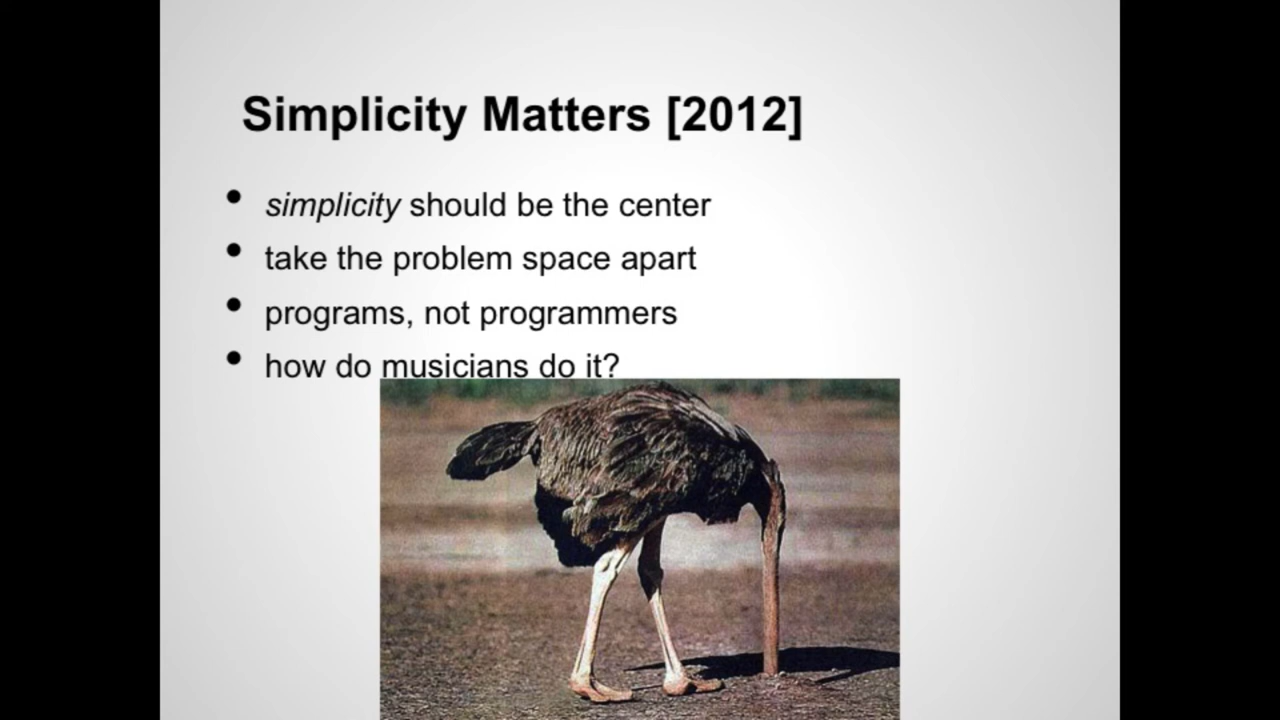 Simplicity Matters [2012]
simplicity should be the center
take the problem space apart
programs, not programmers
how do musicians do it?